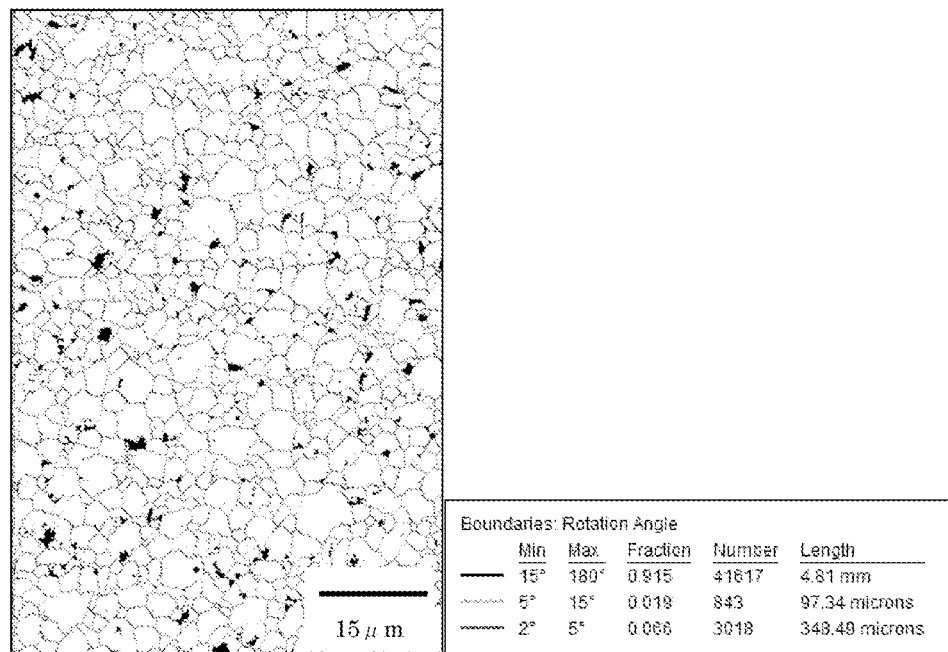 15 μ m
Boundaries: Rotation Angle
Min Max Fraction Number Length
15° 180° 0.915 41617 4.81 mm
5° 15° 0.019 843 97.34 microns
2° 5° 0.066 3018 348.49 microns